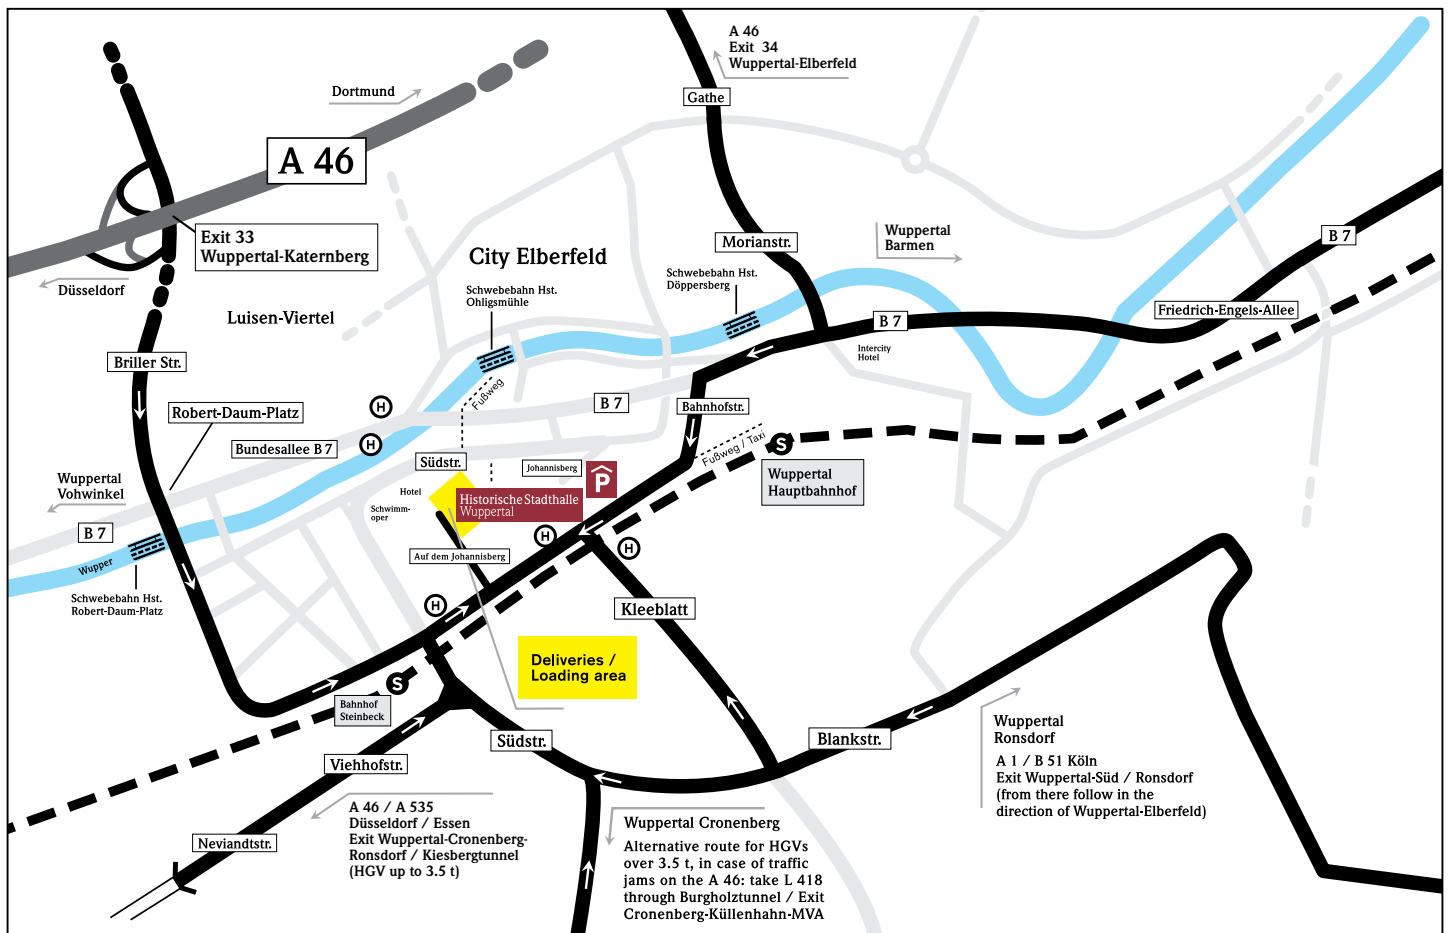 A 46
Exit 34
Wuppertal-Elberfeld
Dortmund
Gathe
A 46
Exit 33
Wuppertal-Katernberg
Düsseldorf
City Elberfeld
Morianstr.
Wuppertal
Barmen
B 7
Schwebebahn Hst.
Döppersberg
Schwebebahn Hst.
Ohligsmühle
Luisen-Viertel
Friedrich-Engels-Allee
B 7
Intercity
Hotel
Briller Str.
Fußweg
B 7
Bahnhofstr.
Robert-Daum-Platz
H
Bundesallee B 7
H
Fußweg / Taxi
S
Südstr.
Johannisberg
P
Wuppertal
Hauptbahnhof
Wuppertal
Vohwinkel
Hotel
Historische Stadthalle
Wuppertal
Schwimm-
oper
B 7
H
H
Auf dem Johannisberg
Wupper
Schwebebahn Hst.
Robert-Daum-Platz
H
Kleeblatt
Deliveries /
Loading area
S
Bahnhof
Steinbeck
Südstr.
Blankstr.
Wuppertal
Ronsdorf
A 1 / B 51 Köln
Exit Wuppertal-Süd / Ronsdorf
(from there follow in the
direction of Wuppertal-Elberfeld)
Viehhofstr.
A 46 / A 535
Düsseldorf / Essen
Exit Wuppertal-Cronenberg-
Ronsdorf / Kiesbergtunnel
(HGV up to 3.5 t)
Neviandtstr.
Wuppertal Cronenberg
Alternative route for HGVs
over 3.5 t, in case of traffic
jams on the A 46: take L 418
through Burgholztunnel / Exit
Cronenberg-Küllenhahn-MVA